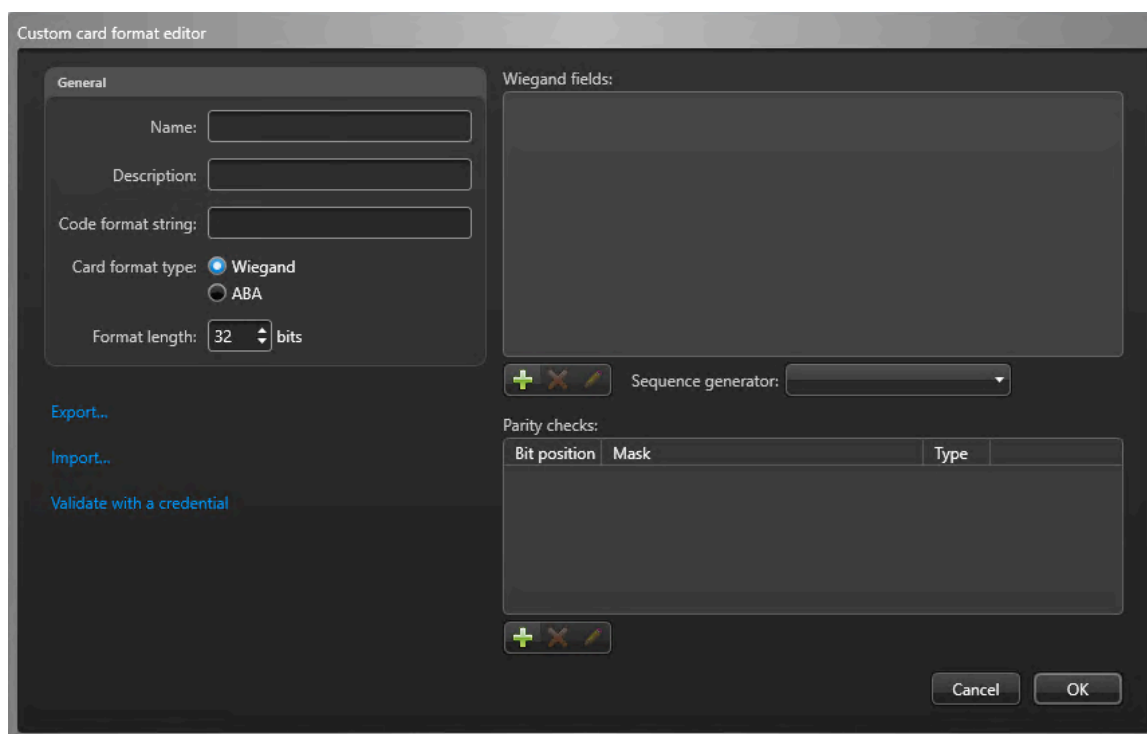 Custom card format editor
General
Name:
Description:
Code format string:
Card format type: Wiegand
ABA
Format length: 32 bits
Export...
Import...
Validate with a credential
Wiegand fields:
Sequence generator:
Parity checks:
Bit position Mask Type
Cancel OK